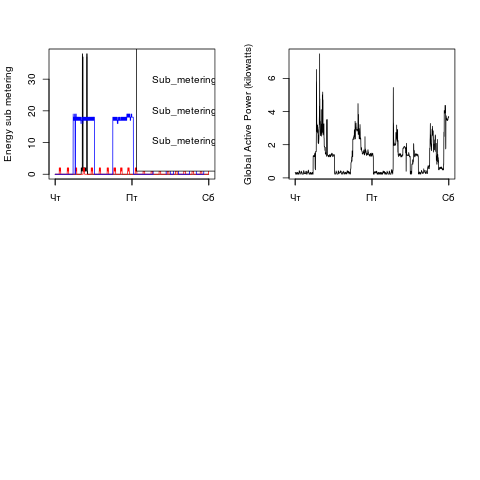 Energy sub metering
0
10
20
30
Чт
Пт
Сб
Sub_metering
Sub_metering
Sub_metering
Global Active Power (kilowatts)
0
2
4
6
Чт
Пт
Сб